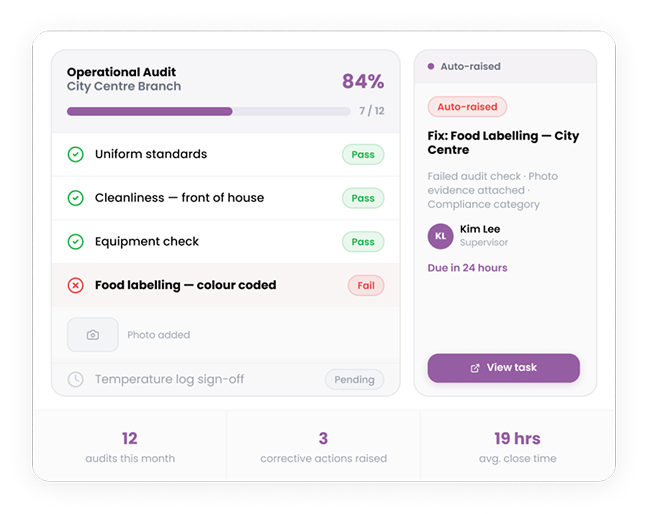 Operational Audit
City Centre Branch
84%
7 / 12
Uniform standards
Pass
Cleanliness — front of house
Pass
Equipment check
Pass
Food labelling — colour coded
Fail
Photo added
Temperature log sign-off
Pending
Auto-raised
Auto-raised
Fix: Food Labelling — City
Centre
Failed audit check · Photo
evidence attached ·
Compliance category
KL
Kim Lee
Supervisor
Due in 24 hours
View task
12
audits this month
3
corrective actions raised
19 hrs
avg. close time